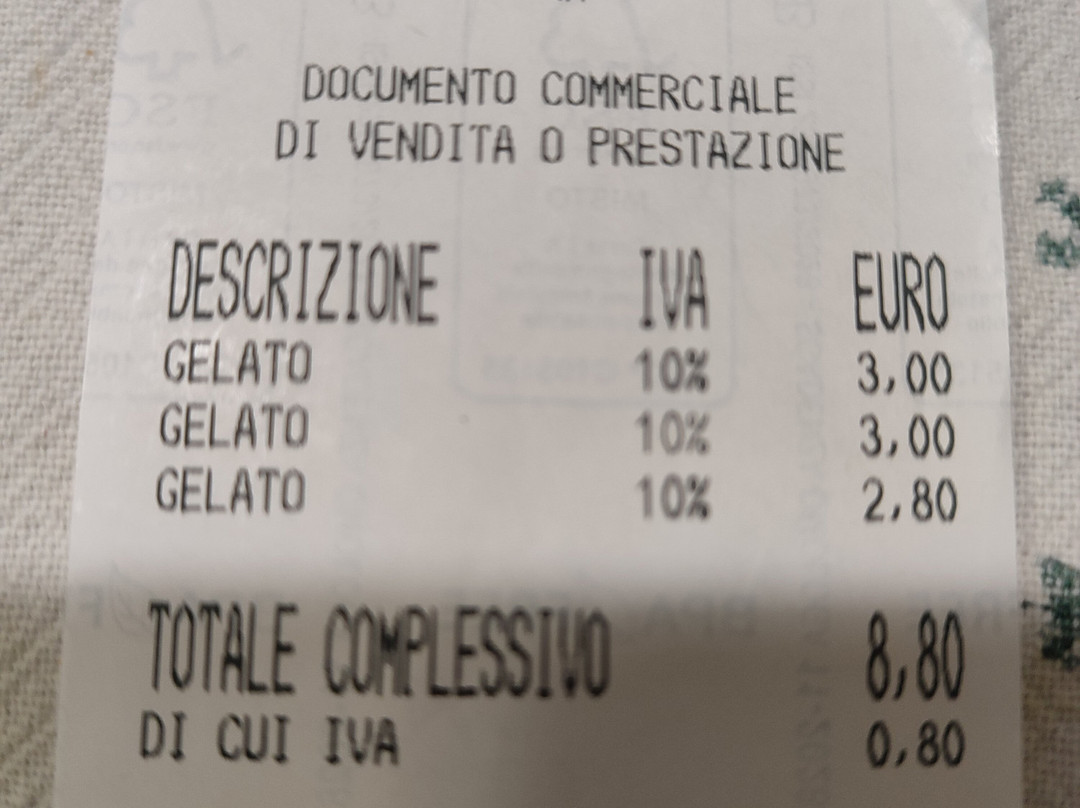 DOCUMENTO COMMERCIALE
DI VENDITA O PRESTAZIONE
DESCRIZIONE IVA EURO
GELATO 10% 3,00
GELATO 10% 3,00
GELATO 10% 2,80
TOTALE COMPLESSIVO 8,80
DI CUI IVA 0,80